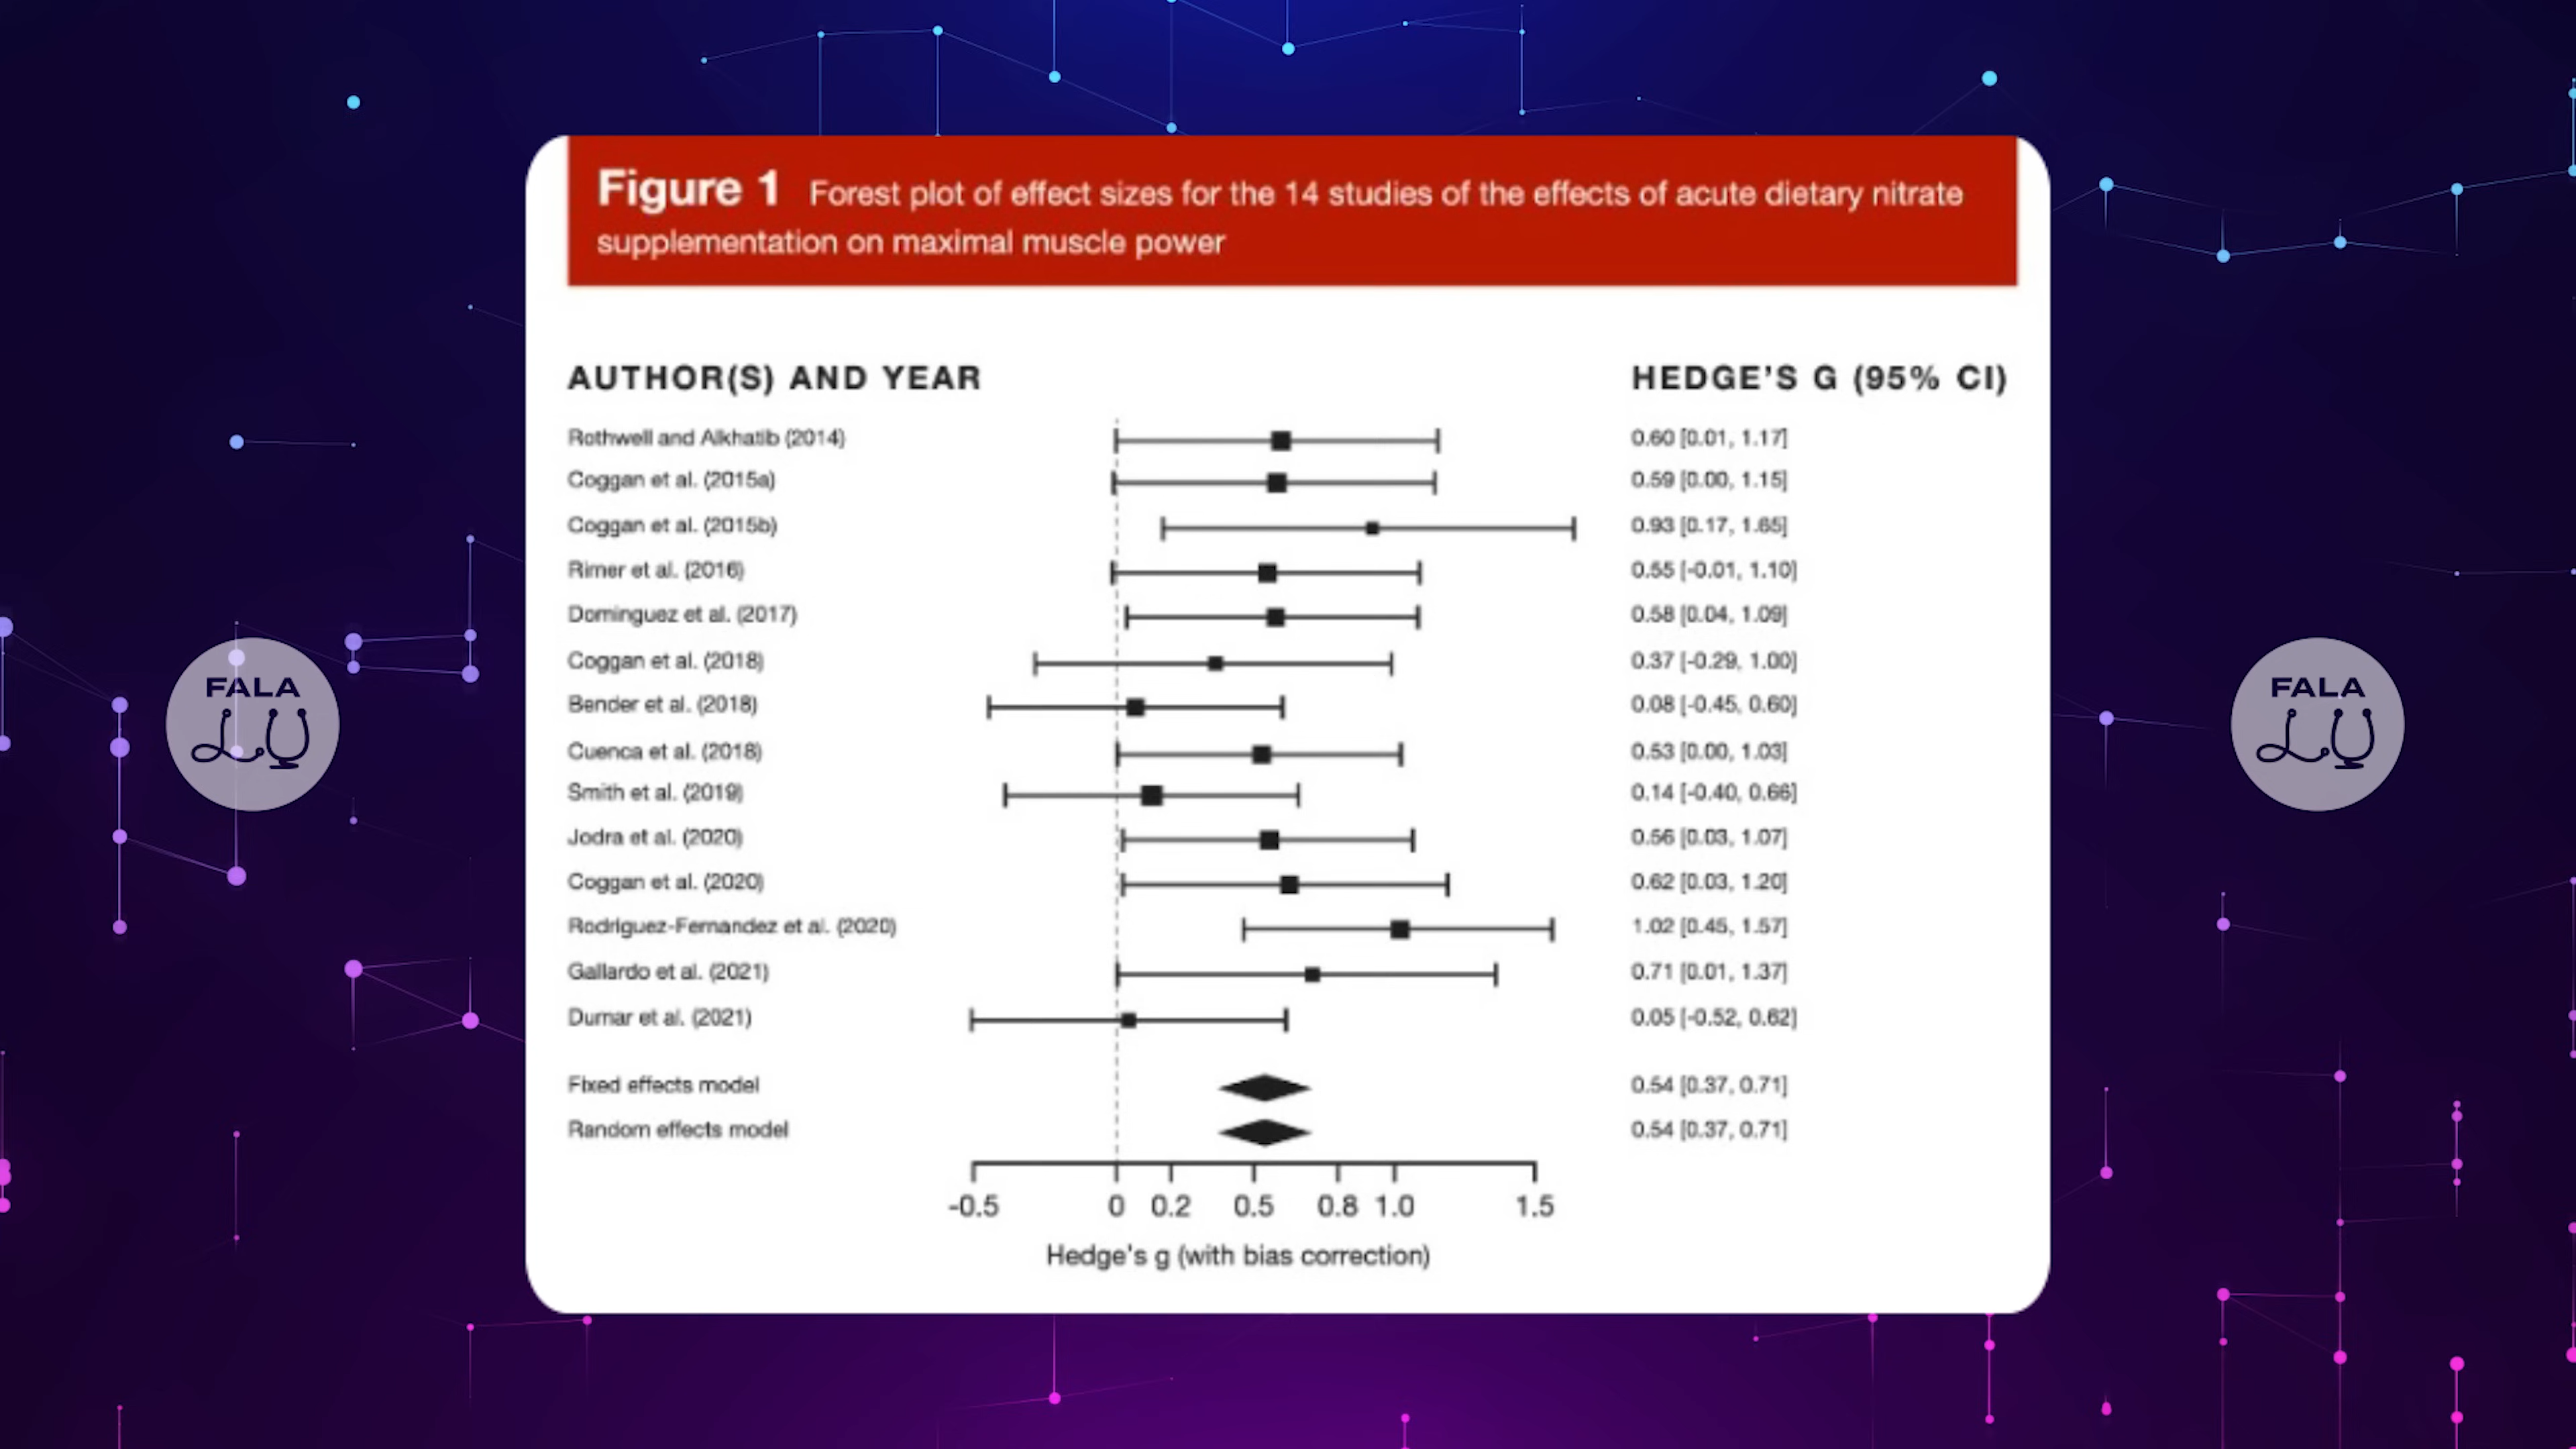 Figure 1 Forest plot of effect sizes for the 14 studies of the effects of acute dietary nitrate
supplementation on maximal muscle power
AUTHOR(S) AND YEAR HEDGE'S G (95% CI)
Rothwell and Alkhatib (2014) 0.60 [0.01, 1.17]
Coggan et al. (2015a) 0.59 [0.00, 1.15]
Coggan et al. (2015b) 0.93 [0.17, 1.65]
Rimer et al. (2016) 0.55 [-0.01, 1.10]
Dominguez et al. (2017) 0.58 [0.04, 1.09]
Coggan et al. (2018) 0.37 [-0.29, 1.00]
Bender et al. (2018) 0.08 [-0.45, 0.60]
Cuenca et al. (2018) 0.53 [0.00, 1.03]
Smith et al. (2019) 0.14 [-0.40, 0.66]
Jodra et al. (2020) 0.56 [0.03, 1.07]
Coggan et al. (2020) 0.62 [0.03, 1.20]
Rodriguez-Fernandez et al. (2020) 1.02 [0.45, 1.57]
Gallardo et al. (2021) 0.71 [0.01, 1.37]
Dumar et al. (2021) 0.05 [-0.52, 0.62]
Fixed effects model 0.54 [0.37, 0.71]
Random effects model 0.54 [0.37, 0.71]
-0.5 0 0.2 0.5 0.8 1.0 1.5
Hedge's g (with bias correction)
FALA
LU
FALA
LU